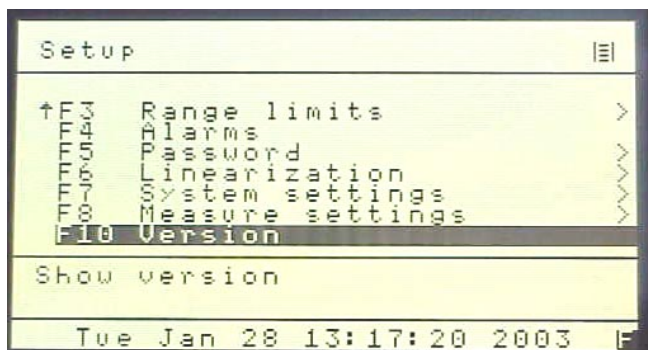 Setup
↑F3 Range limits >
F4 Alarms
F5 Password >
F6 Linearization >
F7 System settings >
F8 Measure settings >
F10 Version
Show version
Tue Jan 28 13:17:20 2003 F